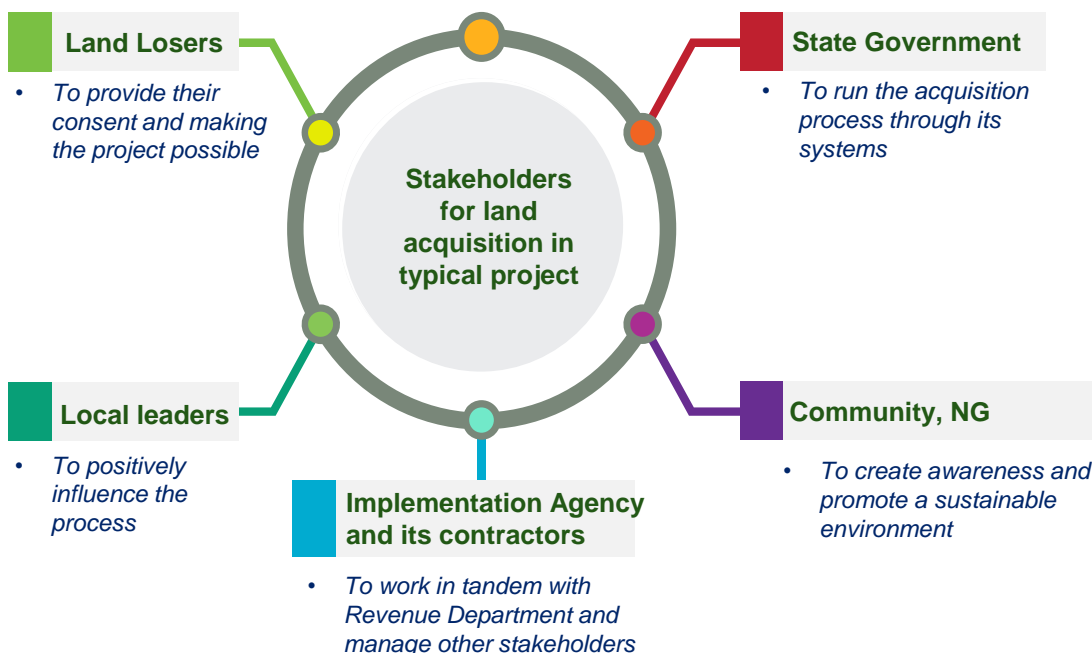 Land Losers
• To provide their
consent and making
the project possible
State Government
• To run the acquisition
process through its
systems
Stakeholders
for land
acquisition in
typical project
Local leaders
• To positively
influence the
process
Community, NG
• To create awareness and
promote a sustainable
environment
Implementation Agency
and its contractors
• To work in tandem with
Revenue Department and
manage other stakeholders